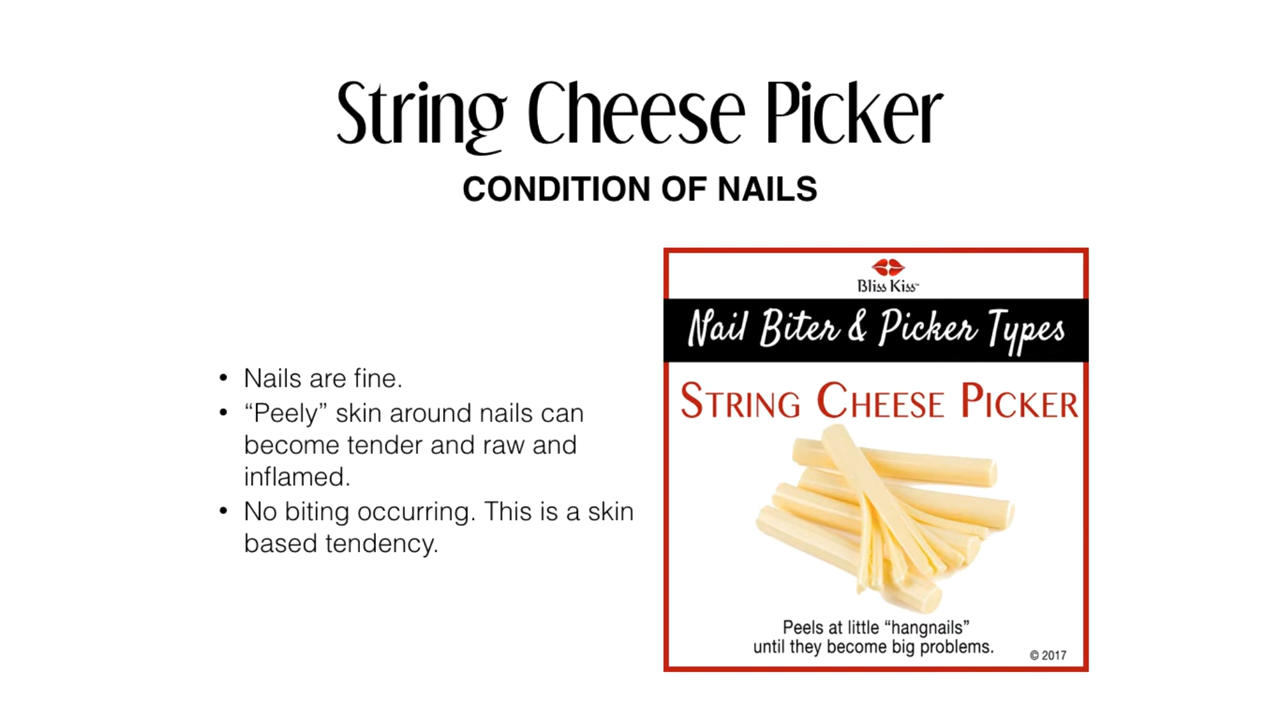 String Cheese Picker
CONDITION OF NAILS
• Nails are fine.
• “Peely” skin around nails can
become tender and raw and
inflamed.
• No biting occurring. This is a skin
based tendency.
Bliss Kiss™
Nail Biter & Picker Types
STRING CHEESE PICKER
Peels at little “hangnails”
until they become big problems.
© 2017